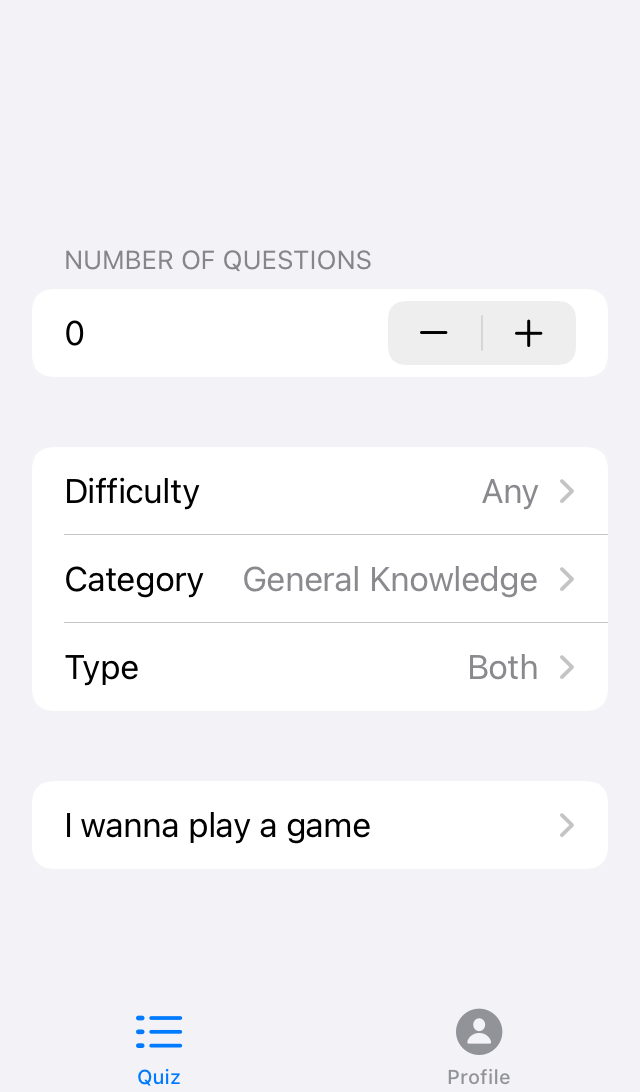 NUMBER OF QUESTIONS
0
Difficulty Any
Category General Knowledge
Type Both
I wanna play a game
Quiz Profile